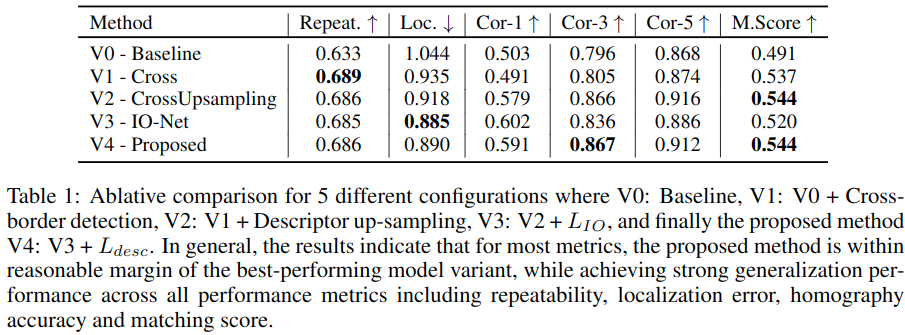 Method Repeat. ↑ Loc. ↓ Cor-1 ↑ Cor-3 ↑ Cor-5 ↑ M.Score ↑
V0 - Baseline 0.633 1.044 0.503 0.796 0.868 0.491
V1 - Cross 0.689 0.935 0.491 0.805 0.874 0.537
V2 - CrossUpsampling 0.686 0.918 0.579 0.866 0.916 0.544
V3 - IO-Net 0.685 0.885 0.602 0.836 0.886 0.520
V4 - Proposed 0.686 0.890 0.591 0.867 0.912 0.544
Table 1: Ablative comparison for 5 different configurations where V0: Baseline, V1: V0 + Cross-
border detection, V2: V1 + Descriptor up-sampling, V3: V2 + L_IO, and finally the proposed method
V4: V3 + L_desc. In general, the results indicate that for most metrics, the proposed method is within
reasonable margin of the best-performing model variant, while achieving strong generalization per-
formance across all performance metrics including repeatability, localization error, homography
accuracy and matching score.